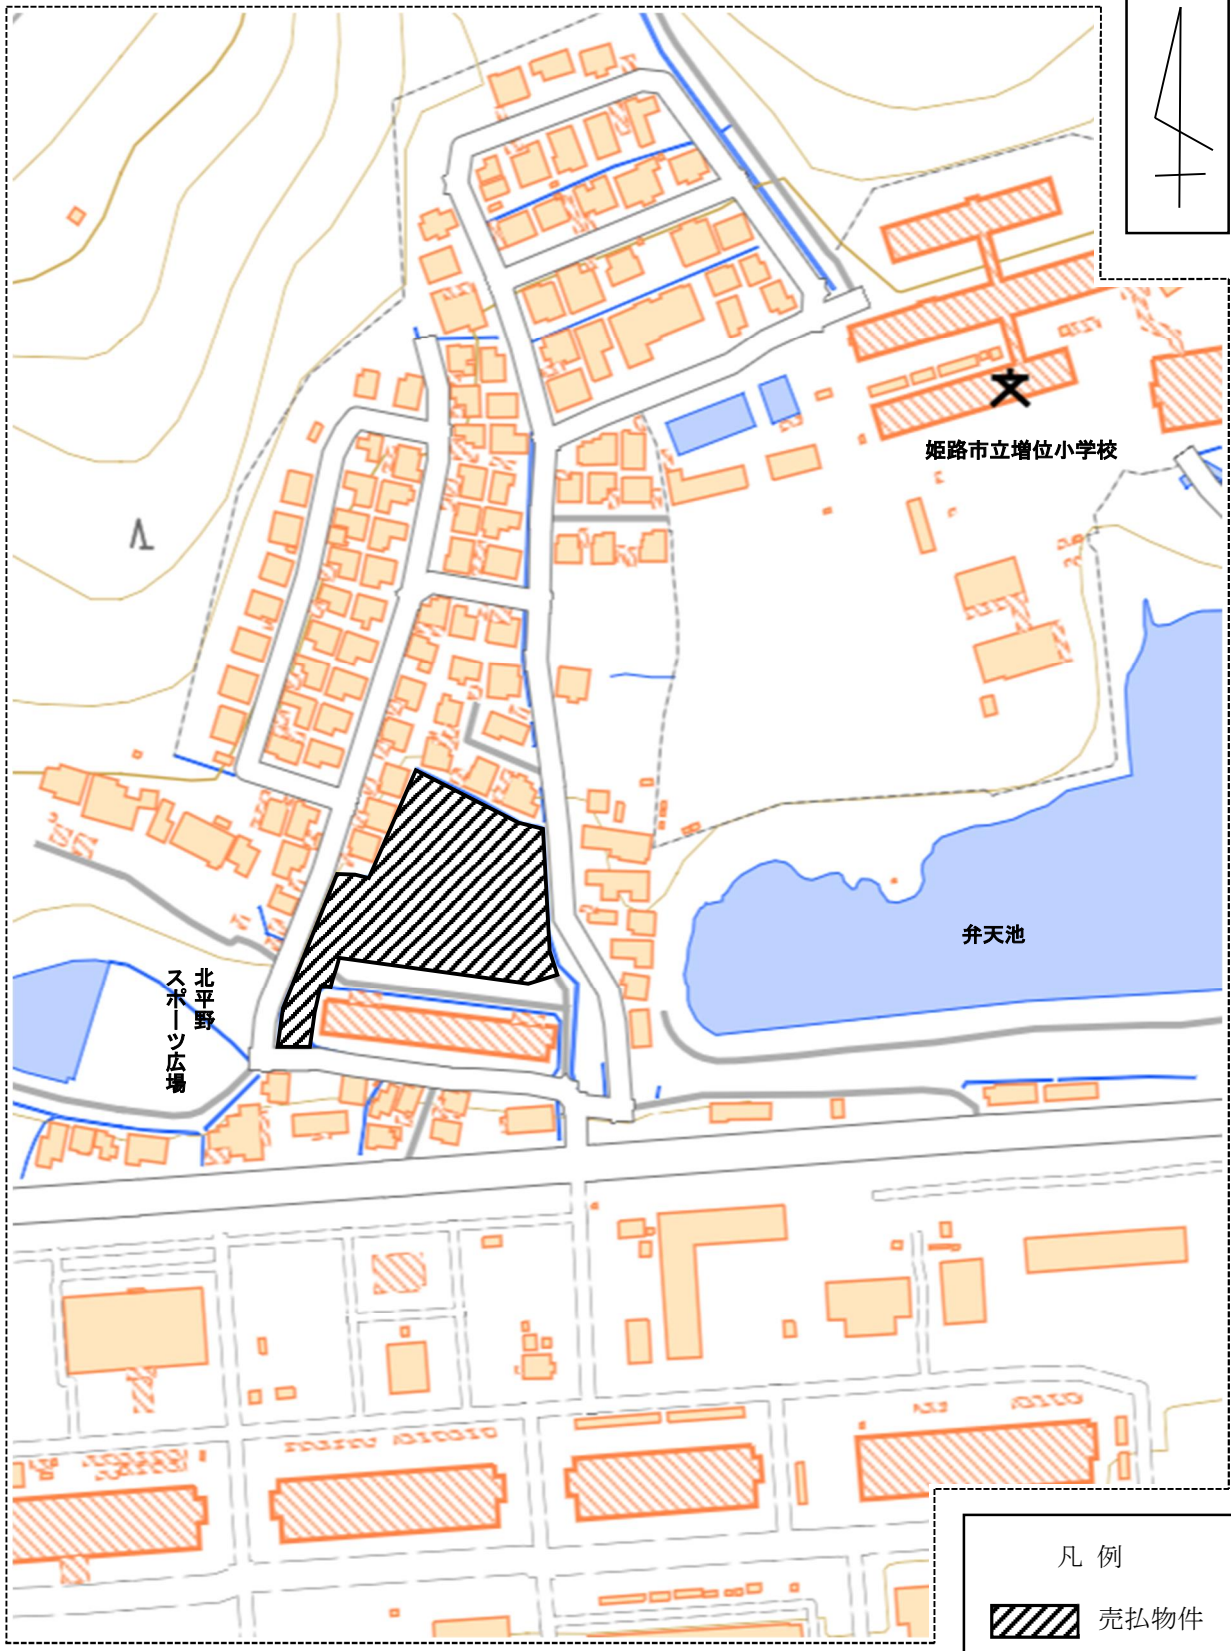 姫路市立増位小学校
弁天池
北平野
スポーツ広場
凡 例
売払物件